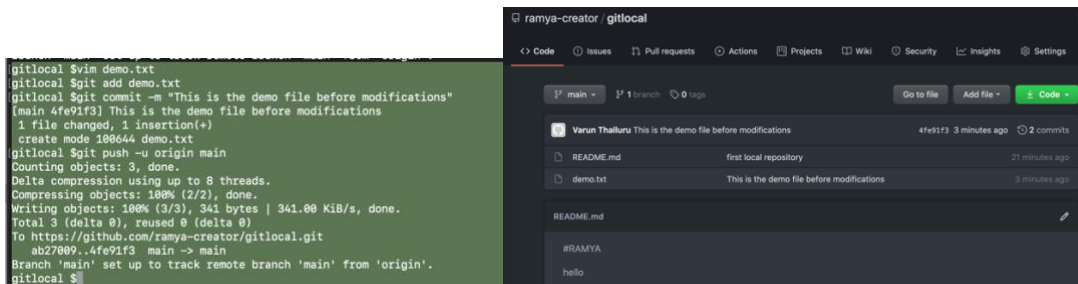 gitlocal $vim demo.txt
gitlocal $git add demo.txt
gitlocal $git commit -m "This is the demo file before modifications"
[main 4fe91f3] This is the demo file before modifications
1 file changed, 1 insertion(+)
create mode 100644 demo.txt
gitlocal $git push -u origin main
Counting objects: 3, done.
Delta compression using up to 8 threads.
Compressing objects: 100% (2/2), done.
Writing objects: 100% (3/3), 341 bytes | 341.00 KiB/s, done.
Total 3 (delta 0), reused 0 (delta 0)
To https://github.com/ramya-creator/gitlocal.git
ab27009..4fe91f3 main -> main
Branch 'main' set up to track remote branch 'main' from 'origin'.
gitlocal $
ramya-creator / gitlocal
<> Code Issues Pull requests Actions Projects Wiki Security Insights Settings
main 1 branch 0 tags Go to file Add file Code
Varun Thalluru This is the demo file before modifications 4fe91f3 3 minutes ago 2 commits
README.md first local repository 21 minutes ago
demo.txt This is the demo file before modifications 3 minutes ago
README.md
#RAMYA
hello